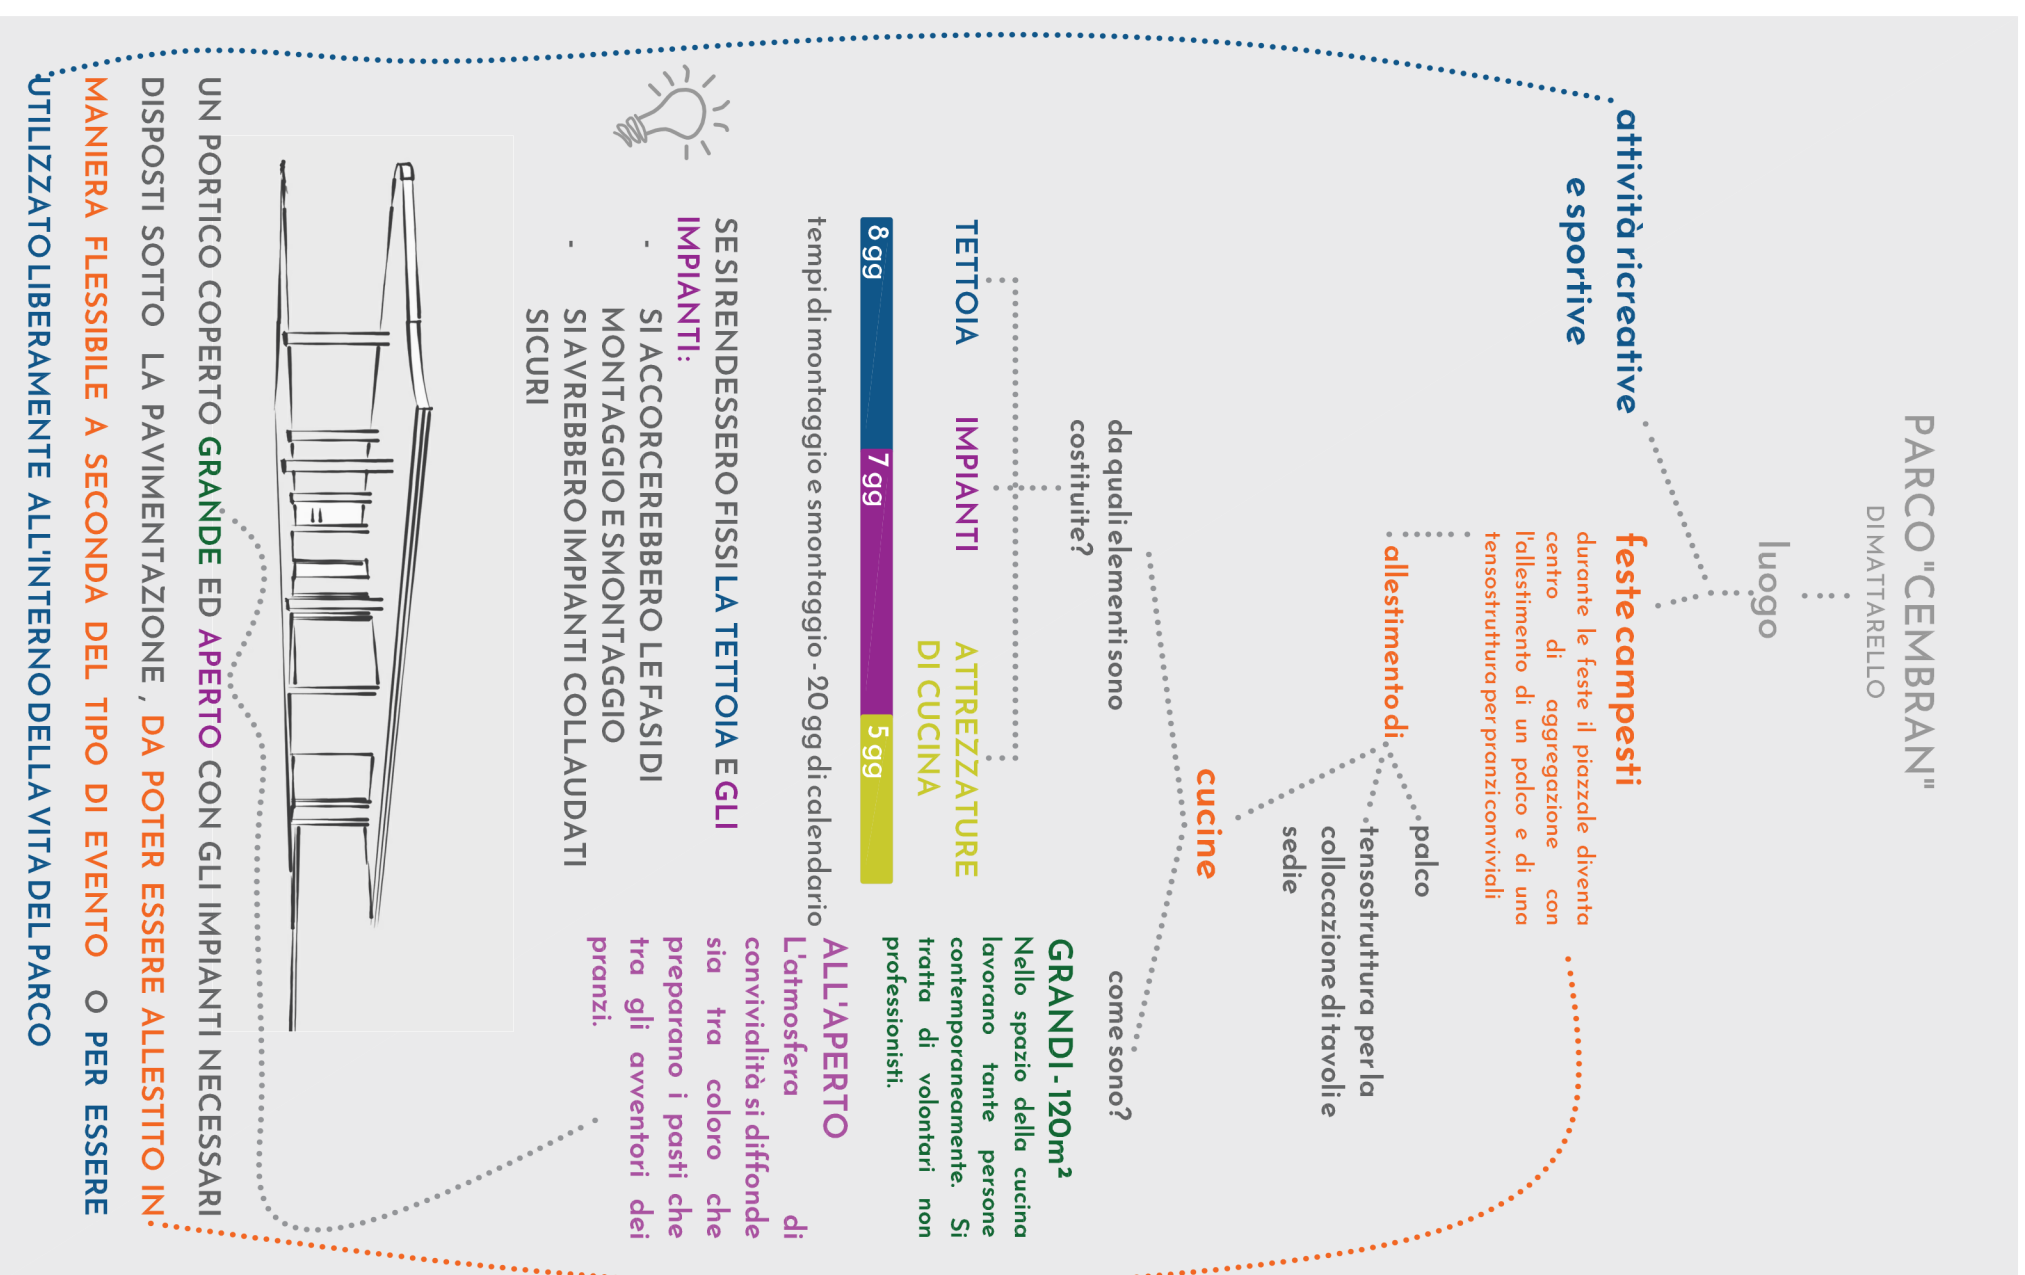 PARCO "CEMBRAN"
DI MATTARELLO
luogo
attività ricreative
e sportive
feste campesti
durante le feste il piazzale diventa
centro di aggregazione con
l'allestimento di un palco e di una
tensostruttura per pranzi conviviali
allestimento di
palco
tensostruttura per la
collocazione di tavoli e
sedie
cucine
da quali elementi sono
costituite?
come sono?
TETTOIA
IMPIANTI
ATTREZZATURE
DI CUCINA
8 gg
7 gg
5 gg
tempi di montaggio e smontaggio - 20 gg di calendario
GRANDI - 120m²
Nello spazio della cucina
lavorano tante persone
contemporaneamente. Si
tratta di volontari non
professionisti.
ALL'APERTO
L'atmosfera di
convivialità si diffonde
sia tra coloro che
preparano i pasti che
tra gli avventori dei
pranzi.
SE SI RENDESSERO FISSI LA TETTOIA E GLI
IMPIANTI:
- SI ACCORCEREBBERO LE FASI DI
MONTAGGIO E SMONTAGGIO
- SI AVREBBERO IMPIANTI COLLAUDATI
SICURI
UN PORTICO COPERTO GRANDE ED APERTO CON GLI IMPIANTI NECESSARI
DISPOSTI SOTTO LA PAVIMENTAZIONE, DA POTER ESSERE ALLESTITO IN
MANIERA FLESSIBILE A SECONDA DEL TIPO DI EVENTO O PER ESSERE
UTILIZZATO LIBERAMENTE ALL'INTERNO DELLA VITA DEL PARCO